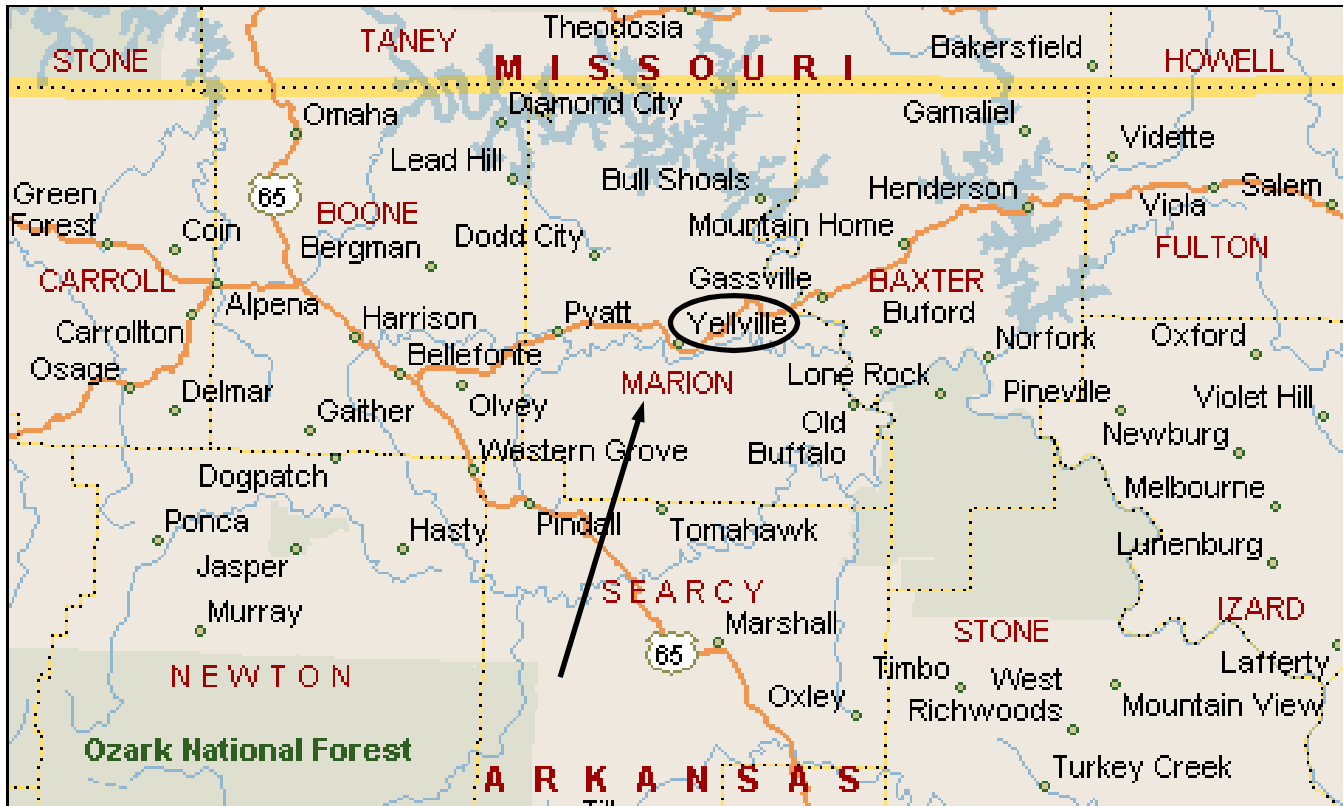 Theodosia
TANEY
STONE
Bakersfield
HOWELL
MISSOURI
Diamond City
Omaha
Gamaliel
Vidette
Lead Hill
Bull Shoals
Henderson
Salem
Green
Forest
65
BOONE
Viola
Coin
Bergman
Dodd City
Mountain Home
FULTON
CARROLL
Gassville
BAXTER
Alpena
Carrollton
Harrison
Pyatt
Yellville
Buford
Norfork
Oxford
Osage
Bellefonte
MARION
Lone Rock
Pineville
Violet Hill
Delmar
Gaither
Olvey
Old
Buffalo
Newburg
Western Grove
Dogpatch
Melbourne
Ponca
Hasty
Pindall
Tomahawk
Lunenburg
Jasper
SEARCY
Murray
IZARD
Marshall
STONE
65
Lafferty
NEWTON
Timbo
West
Richwoods
Oxley
Mountain View
Ozark National Forest
Turkey Creek
ARKANSAS